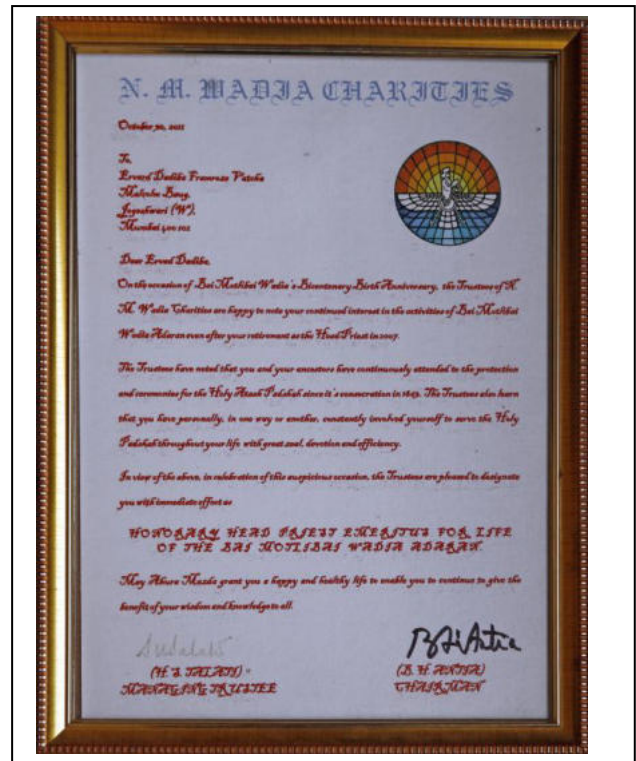 N. M. WADIA CHARITIES
October 30, 2011
To,
Ervard Dadiba Framroze Patcha
Malcolm Baug,
Jogeshwari (W),
Mumbai 400 102
Dear Ervad Dadiba,
On the occasion of Bai Motlibai Wadia's Bicentenary Birth Anniversary, the Trustees of N.
M. Wadia Charities are happy to note your continued interest in the activities of Bai Motlibai
Wadia Adaran even after your retirement as the Head Priest in 2007.
The Trustees have noted that you and your ancestors have continuously attended to the protection
and ceremonies for the Holy Atash Padshah since it's consecration in 1863. The Trustees also learn
that you have personally, in one way or another, constantly involved yourself to serve the Holy
Padshah throughout your life with great zeal, devotion and efficiency.
In view of the above, in celebration of this auspicious occasion, the Trustees are pleased to designate
you with immediate effect as
HONORARY HEAD PRIEST EMERITUS FOR LIFE
OF THE BAI MOTLIBAI WADIA ADARAN.
May Ahura Mazda grant you a happy and healthy life to enable you to continue to give the
benefit of your wisdom and knowledge to all.
(H. S. TALATI) (B. H. ANTIA)
MANAGING TRUSTEE CHAIRMAN